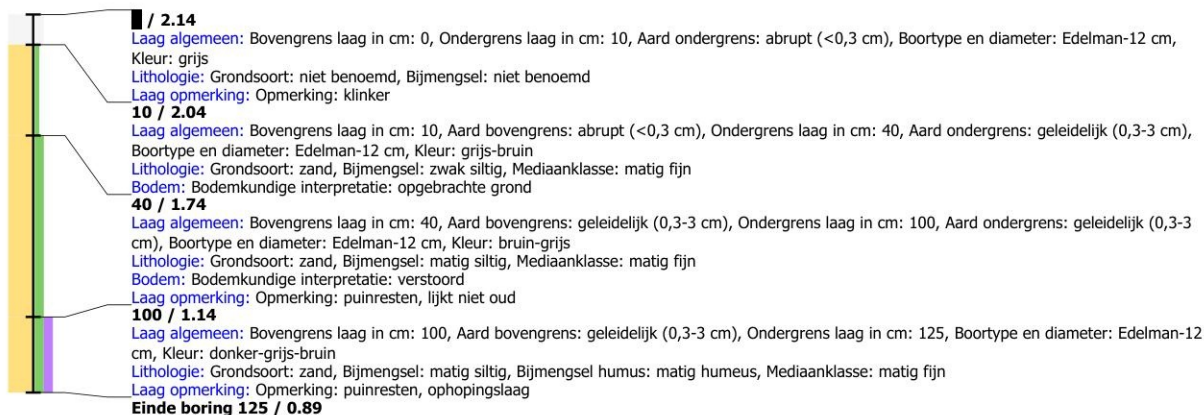 / 2.14
Laag algemeen: Bovengrens laag in cm: 0, Ondergrens laag in cm: 10, Aard ondergrens: abrupt (<0,3 cm), Boortype en diameter: Edelman-12 cm,
Kleur: grijs
Lithologie: Grondsoort: niet benoemd, Bijmengsel: niet benoemd
Laag opmerking: Opmerking: klinker
10 / 2.04
Laag algemeen: Bovengrens laag in cm: 10, Aard bovengrens: abrupt (<0,3 cm), Ondergrens laag in cm: 40, Aard ondergrens: geleidelijk (0,3-3 cm),
Boortype en diameter: Edelman-12 cm, Kleur: grijs-bruin
Lithologie: Grondsoort: zand, Bijmengsel: zwak siltig, Mediaanklasse: matig fijn
Bodem: Bodemkundige interpretatie: opgebrachte grond
40 / 1.74
Laag algemeen: Bovengrens laag in cm: 40, Aard bovengrens: geleidelijk (0,3-3 cm), Ondergrens laag in cm: 100, Aard ondergrens: geleidelijk (0,3-3
cm), Boortype en diameter: Edelman-12 cm, Kleur: bruin-grijs
Lithologie: Grondsoort: zand, Bijmengsel: matig siltig, Mediaanklasse: matig fijn
Bodem: Bodemkundige interpretatie: verstoord
Laag opmerking: Opmerking: puinresten, lijkt niet oud
100 / 1.14
Laag algemeen: Bovengrens laag in cm: 100, Aard bovengrens: geleidelijk (0,3-3 cm), Ondergrens laag in cm: 125, Boortype en diameter: Edelman-12
cm, Kleur: donker-grijs-bruin
Lithologie: Grondsoort: zand, Bijmengsel: matig siltig, Bijmengsel humus: matig humeus, Mediaanklasse: matig fijn
Laag opmerking: Opmerking: puinresten, ophopingslaag
Einde boring 125 / 0.89